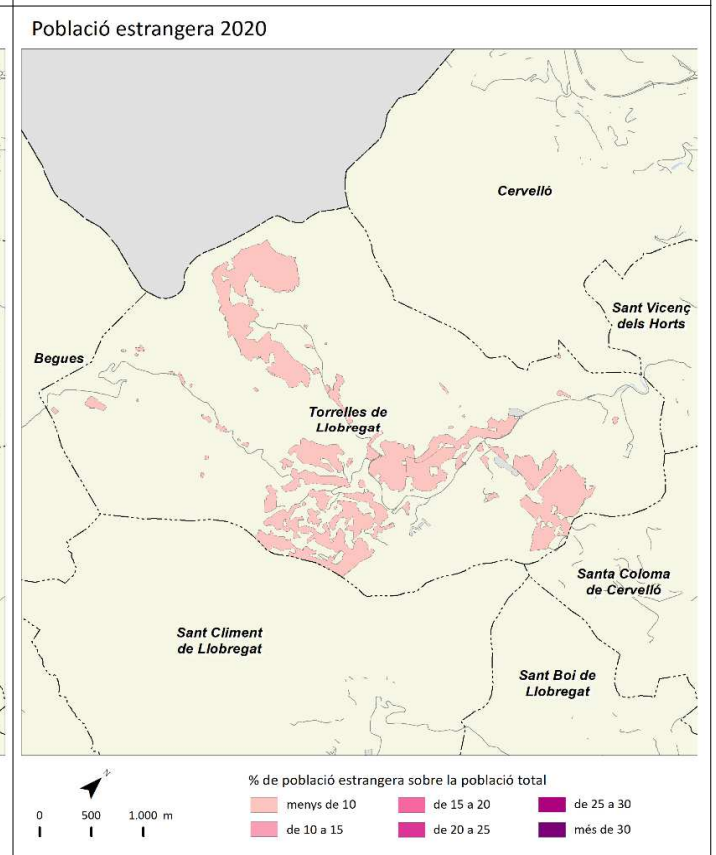 Població estrangera 2020
Cervelló
Sant Vicenç
dels Horts
Begues
Torrelles de
Llobregat
Santa Coloma
de Cervelló
Sant Climent
de Llobregat
Sant Boi de
Llobregat
N
0 500 1.000 m
% de població estrangera sobre la població total
menys de 10
de 10 a 15
de 15 a 20
de 20 a 25
de 25 a 30
més de 30